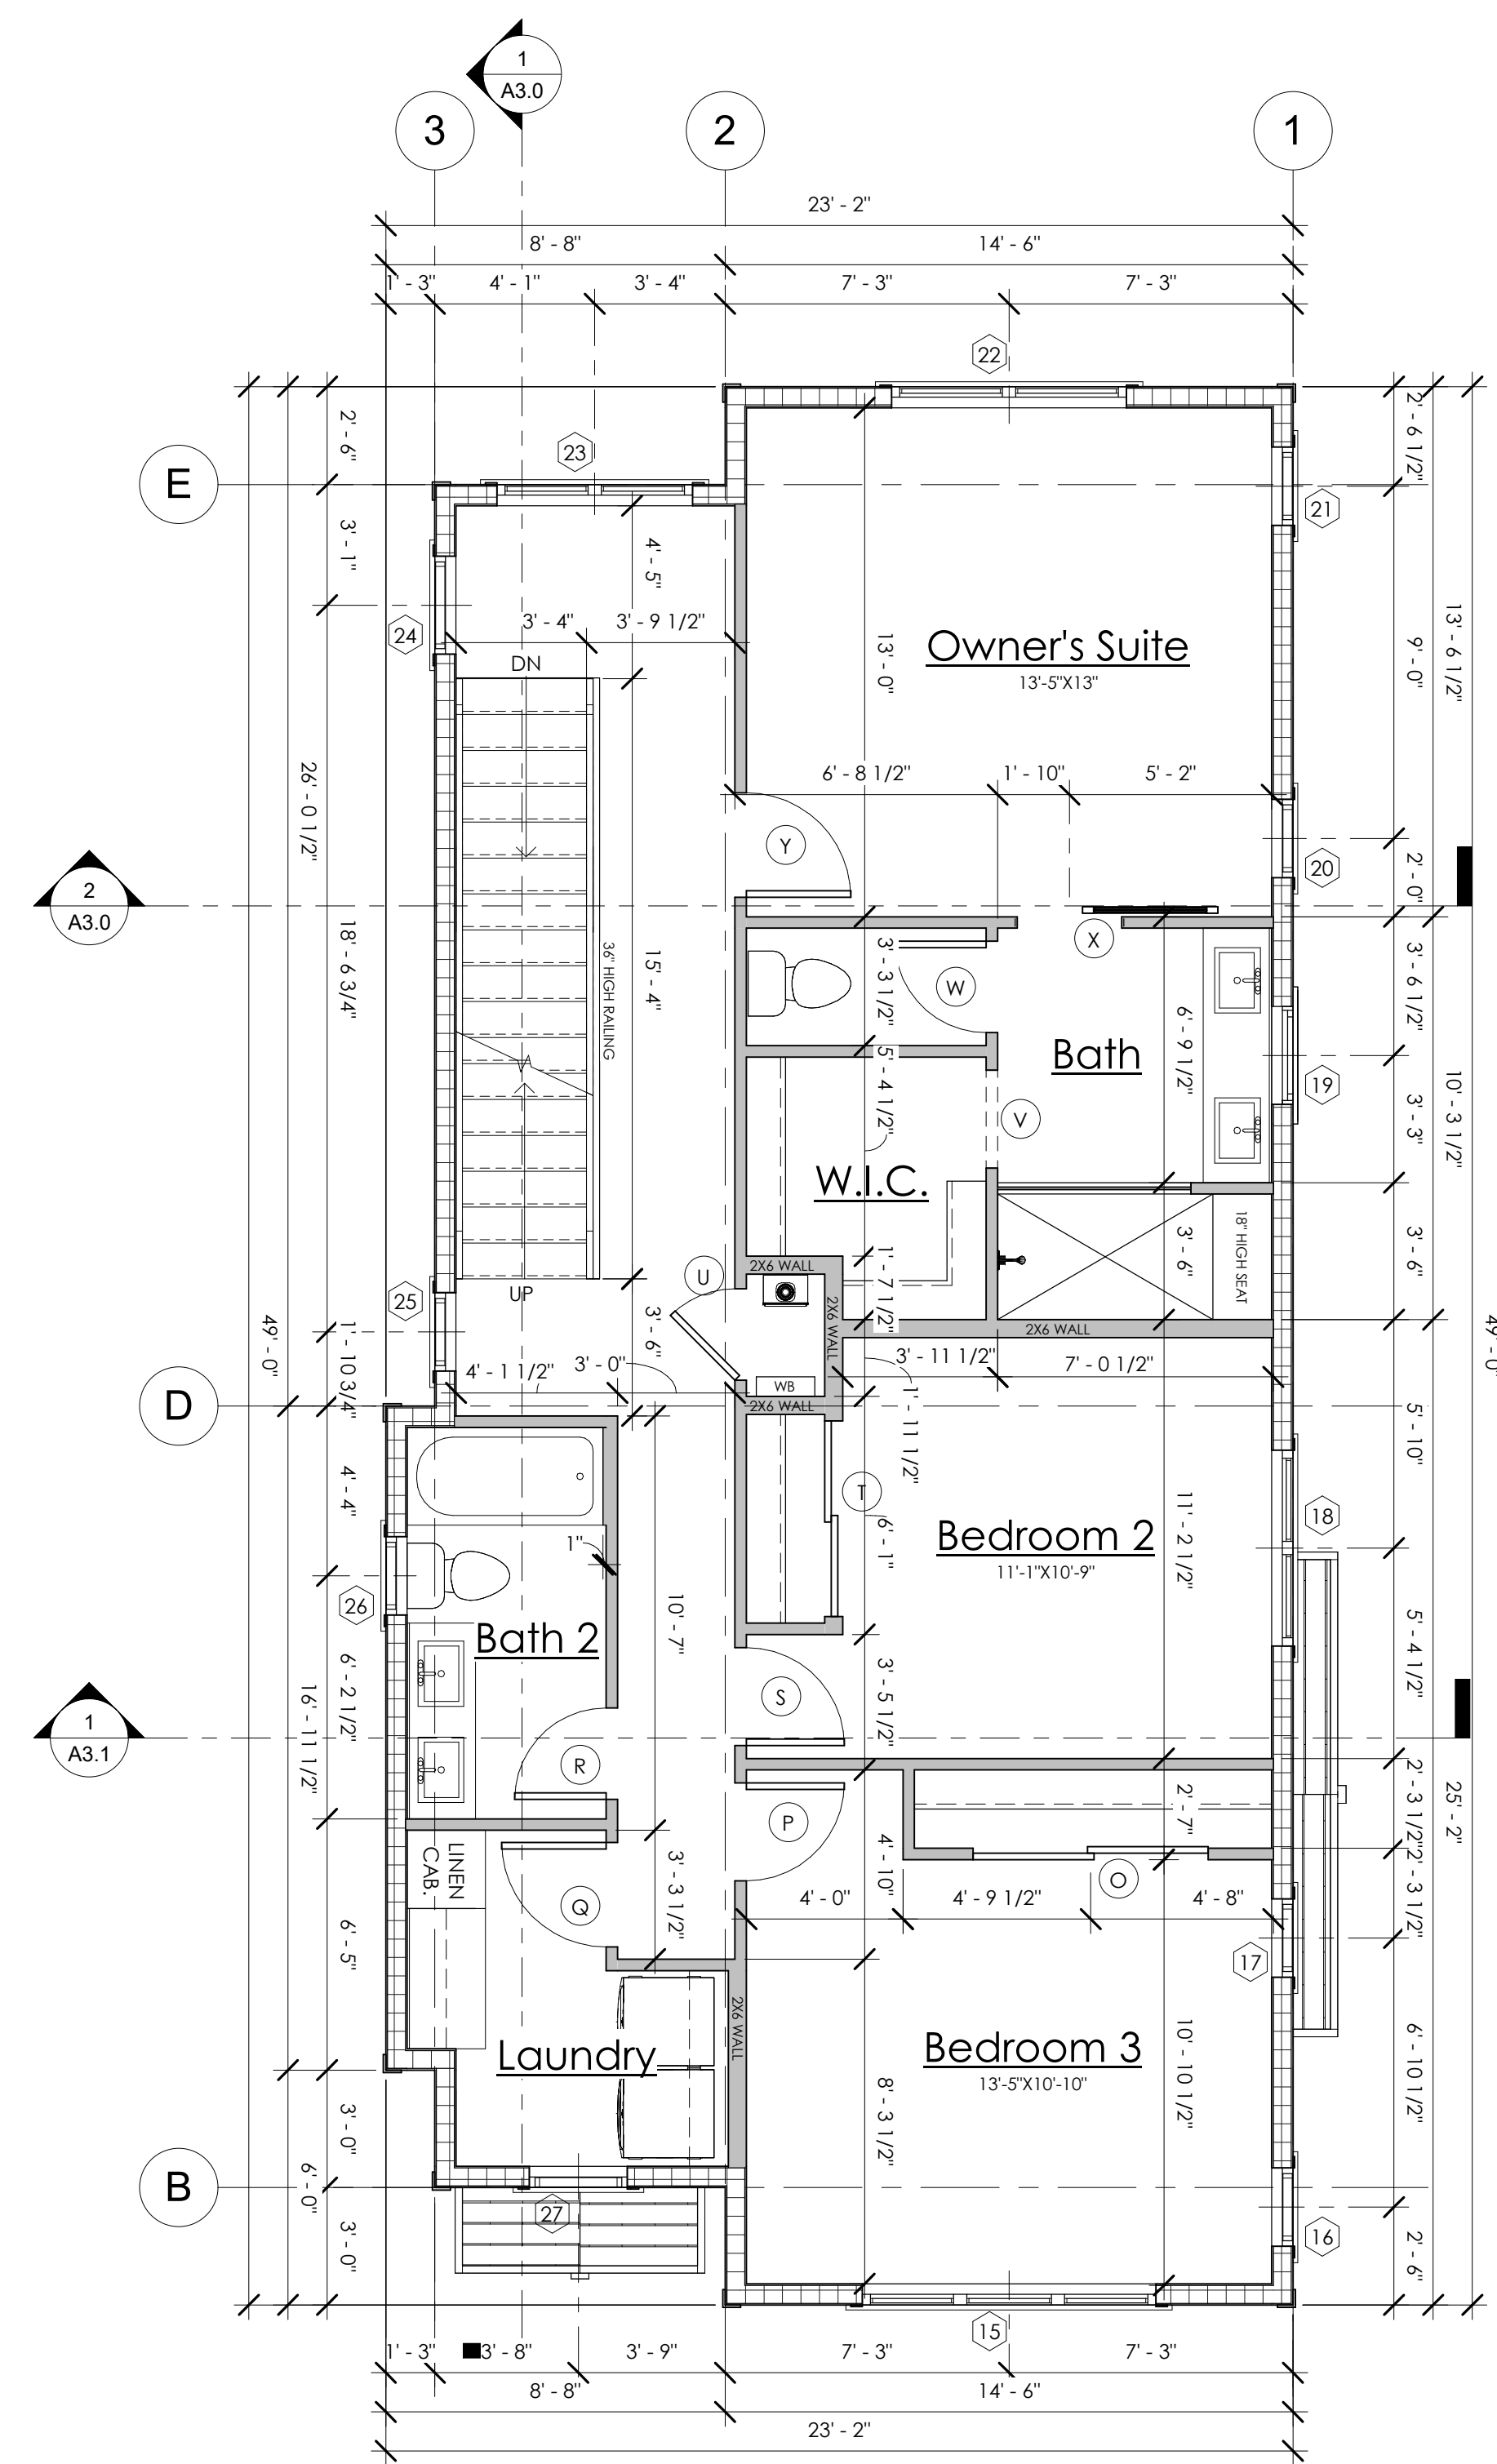 1
A3.0
3
2
1
23' - 2"
8' - 8"
14' - 6"
1' - 3"
4' - 1"
3' - 4"
7' - 3"
7' - 3"
22
2' - 6"
2' - 6 1/2"
23
E
21
3' - 1"
4' - 5"
24
3' - 4"
3' - 9 1/2"
13' - 0"
Owner's Suite
13'-5"X13"
9' - 0"
13' - 6 1/2"
DN
26' - 0 1/2"
6' - 8 1/2"
1' - 10"
5' - 2"
Y
20
2' - 0"
2
A3.0
18' - 6 3/4"
36" HIGH RAILING
15' - 4"
X
3' - 3 1/2"
W
3' - 6 1/2"
6' - 9 1/2"
Bath
5' - 4 1/2"
19
V
3' - 3"
10' - 3 1/2"
W.I.C.
18" HIGH SEAT
3' - 6"
3' - 6"
2X6 WALL
U
1' - 7 1/2"
25
UP
2X6 WALL
2X6 WALL
49' - 0"
1' - 10 3/4"
3' - 6"
4' - 1 1/2"
3' - 0"
3' - 11 1/2"
7' - 0 1/2"
49' - 0"
WB
2X6 WALL
D
1' - 11 1/2"
5' - 10"
4' - 4"
T
18
1"
6' - 1"
Bedroom 2
11'-1"X10'-9"
11' - 2 1/2"
26
10' - 7"
Bath 2
6' - 2 1/2"
5' - 4 1/2"
16' - 11 1/2"
3' - 5 1/2"
S
1
A3.1
R
2' - 3 1/2"
25' - 2"
P
2' - 7"
4' - 10"
LINEN
CAB.
3' - 3 1/2"
O
2' - 3 1/2"
Q
4' - 0"
4' - 9 1/2"
4' - 8"
6' - 5"
17
2X6 WALL
Laundry
Bedroom 3
13'-5"X10'-10"
10' - 10 1/2"
6' - 10 1/2"
8' - 3 1/2"
3' - 0"
B
6' - 0"
27
16
3' - 0"
2' - 6"
15
1' - 3"
3' - 8"
3' - 9"
7' - 3"
7' - 3"
8' - 8"
14' - 6"
23' - 2"